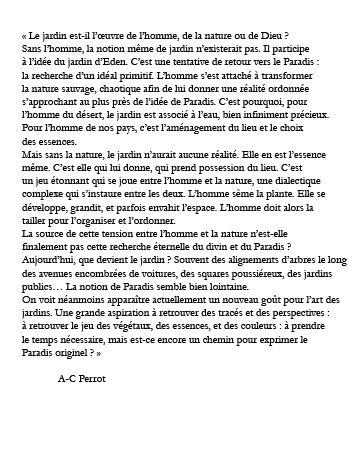 « Le jardin est-il l'œuvre de l'homme, de la nature ou de Dieu ?
Sans l'homme, la notion même de jardin n'existerait pas. Il participe
à l'idée du jardin d'Eden. C'est une tentative de retour vers le Paradis :
la recherche d'un idéal primitif. L'homme s'est attaché à transformer
la nature sauvage, chaotique afin de lui donner une réalité ordonnée
s'approchant au plus près de l'idée de Paradis. C'est pourquoi, pour
l'homme du désert, le jardin est associé à l'eau, bien infiniment précieux.
Pour l'homme de nos pays, c'est l'aménagement du lieu et le choix
des essences.
Mais sans la nature, le jardin n'aurait aucune réalité. Elle en est l'essence
même. C'est elle qui lui donne, qui prend possession du lieu. C'est
un jeu étonnant qui se joue entre l'homme et la nature, une dialectique
complexe qui s'instaure entre les deux. L'homme sème la plante. Elle se
développe, grandit, et parfois envahit l'espace. L'homme doit alors la
tailler pour l'organiser et l'ordonner.
La source de cette tension entre l'homme et la nature n'est-elle
finalement pas cette recherche éternelle du divin et du Paradis ?
Aujourd'hui, que devient le jardin ? Souvent des alignements d'arbres le long
des avenues encombrées de voitures, des squares poussiéreux, des jardins
publics… La notion de Paradis semble bien lointaine.
On voit néanmoins apparaître actuellement un nouveau goût pour l'art des
jardins. Une grande aspiration à retrouver des tracés et des perspectives :
à retrouver le jeu des végétaux, des essences, et des couleurs : à prendre
le temps nécessaire, mais est-ce encore un chemin pour exprimer le
Paradis originel ? »
A-C Perrot